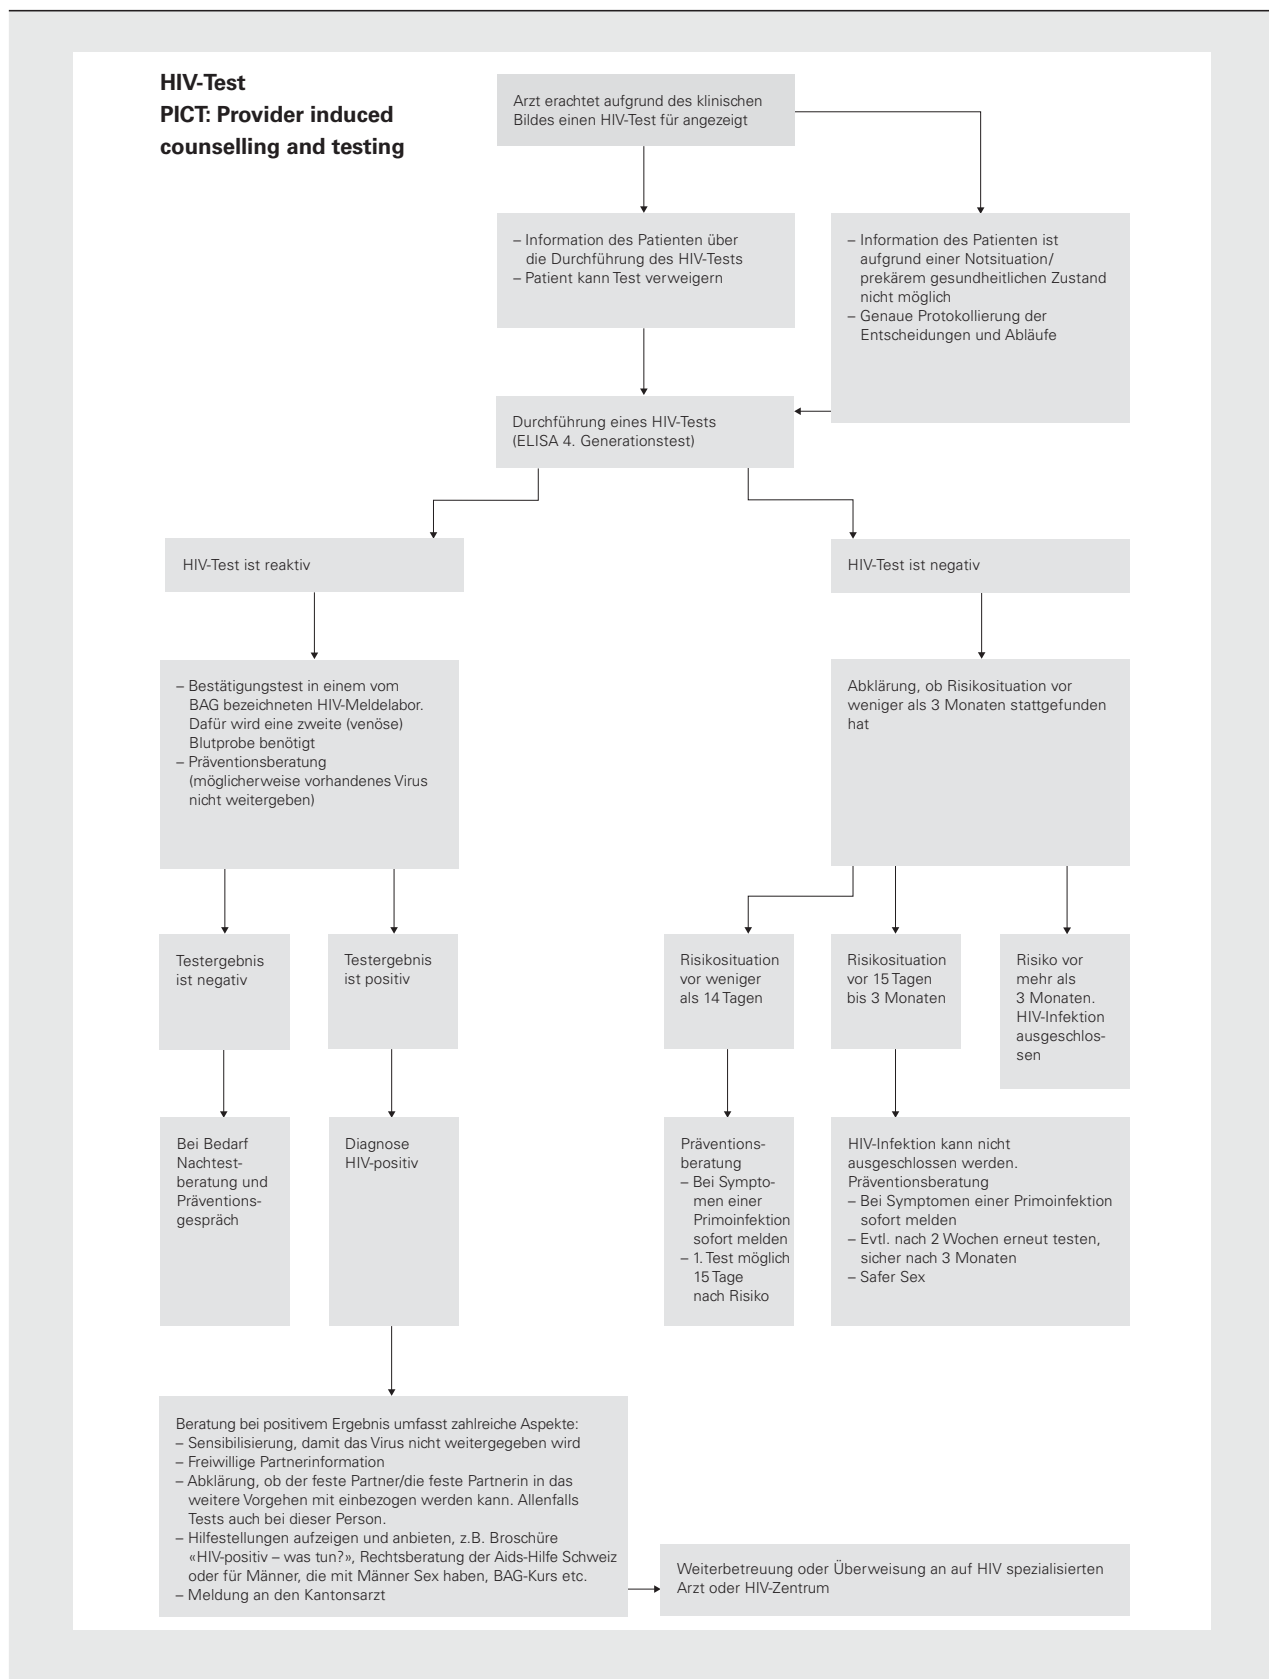 HIV-Test
PICT: Provider induced
counselling and testing
Arzt erachtet aufgrund des klinischen
Bildes einen HIV-Test für angezeigt
– Information des Patienten über
die Durchführung des HIV-Tests
– Patient kann Test verweigern
– Information des Patienten ist
aufgrund einer Notsituation/
prekärem gesundheitlichen Zustand
nicht möglich
– Genaue Protokollierung der
Entscheidungen und Abläufe
Durchführung eines HIV-Tests
(ELISA 4. Generationstest)
HIV-Test ist reaktiv
HIV-Test ist negativ
– Bestätigungstest in einem vom
BAG bezeichneten HIV-Meldelabor.
Dafür wird eine zweite (venöse)
Blutprobe benötigt
– Präventionsberatung
(möglicherweise vorhandenes Virus
nicht weitergeben)
Abklärung, ob Risikosituation vor
weniger als 3 Monaten stattgefunden
hat
Testergebnis
ist negativ
Testergebnis
ist positiv
Risikosituation
vor weniger
als 14 Tagen
Risikosituation
vor 15 Tagen
bis 3 Monaten
Risiko vor
mehr als
3 Monaten.
HIV-Infektion
ausgeschlos-
sen
Bei Bedarf
Nachtest-
beratung und
Präventions-
gespräch
Diagnose
HIV-positiv
Präventions-
beratung
– Bei Sympto-
men einer
Primoinfektion
sofort melden
– 1. Test möglich
15 Tage
nach Risiko
HIV-Infektion kann nicht
ausgeschlossen werden.
Präventionsberatung
– Bei Symptomen einer Primoinfektion
sofort melden
– Evtl. nach 2 Wochen erneut testen,
sicher nach 3 Monaten
– Safer Sex
Beratung bei positivem Ergebnis umfasst zahlreiche Aspekte:
– Sensibilisierung, damit das Virus nicht weitergegeben wird
– Freiwillige Partnerinformation
– Abklärung, ob der feste Partner/die feste Partnerin in das
weitere Vorgehen mit einbezogen werden kann. Allenfalls
Tests auch bei dieser Person.
– Hilfestellungen aufzeigen und anbieten, z.B. Broschüre
«HIV-positiv – was tun?», Rechtsberatung der Aids-Hilfe Schweiz
oder für Männer, die mit Männer Sex haben, BAG-Kurs etc.
– Meldung an den Kantonsarzt
Weiterbetreuung oder Überweisung an auf HIV spezialisierten
Arzt oder HIV-Zentrum